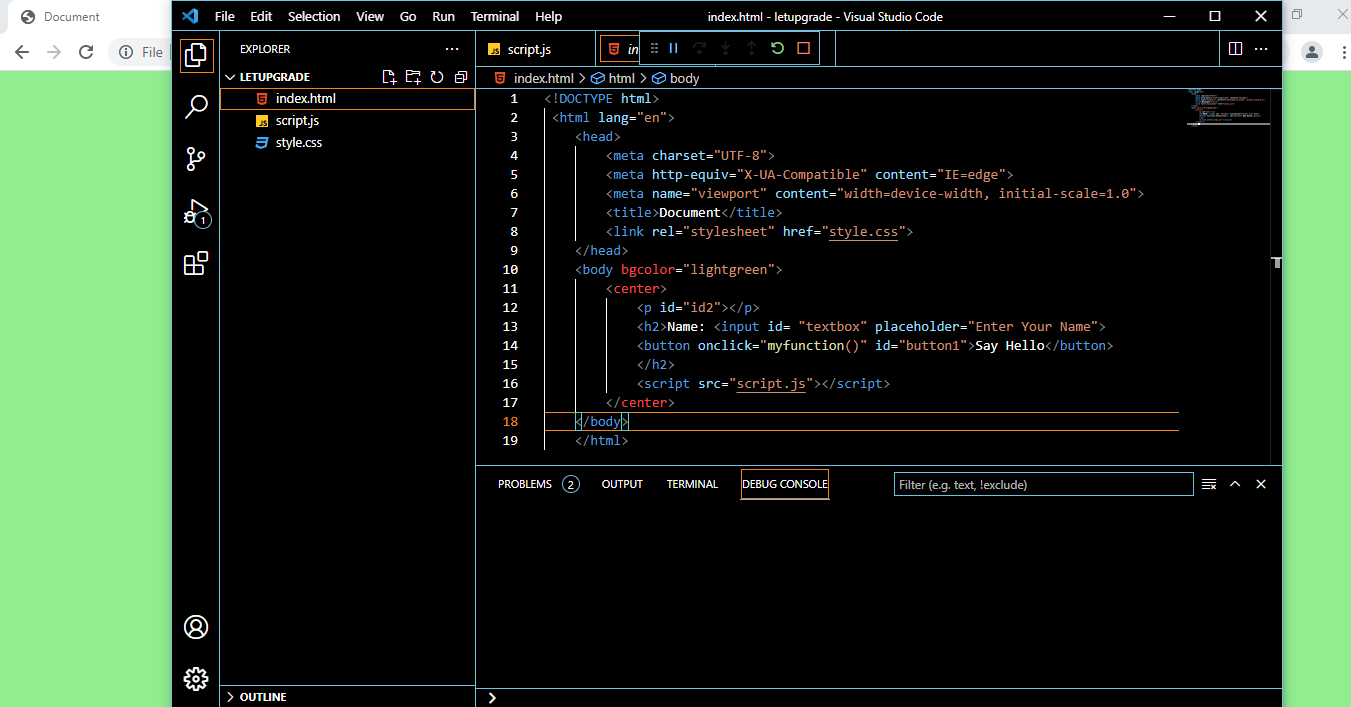 Document
File
File Edit Selection View Go Run Terminal Help
index.html - letupgrade - Visual Studio Code
EXPLORER
LETUPGRADE
index.html
JS script.js
style.css
1
JS script.js
in
index.html > html > body
1 <!DOCTYPE html>
2 <html lang="en">
3 <head>
4 <meta charset="UTF-8">
5 <meta http-equiv="X-UA-Compatible" content="IE=edge">
6 <meta name="viewport" content="width=device-width, initial-scale=1.0">
7 <title>Document</title>
8 <link rel="stylesheet" href="style.css">
9 </head>
10 <body bgcolor="lightgreen">
11 <center>
12 <p id="id2"></p>
13 <h2>Name: <input id= "textbox" placeholder="Enter Your Name">
14 <button onclick="myfunction()" id="button1">Say Hello</button>
15 </h2>
16 <script src="script.js"></script>
17 </center>
18 </body>
19 </html>
PROBLEMS 2 OUTPUT TERMINAL DEBUG CONSOLE
Filter (e.g. text, !exclude)
OUTLINE